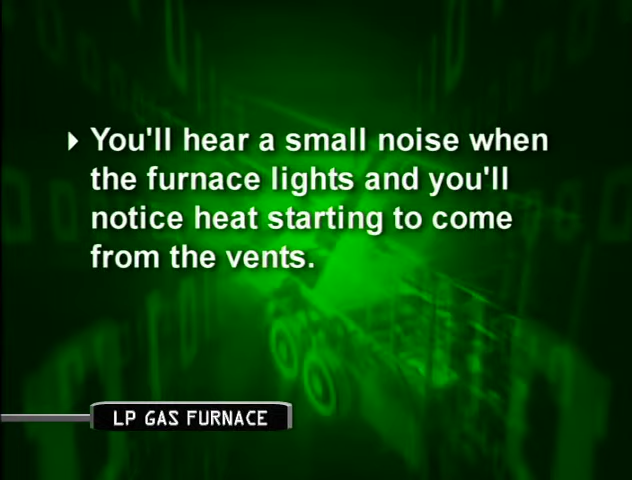 You'll hear a small noise when
the furnace lights and you'll
notice heat starting to come
from the vents.
LP GAS FURNACE